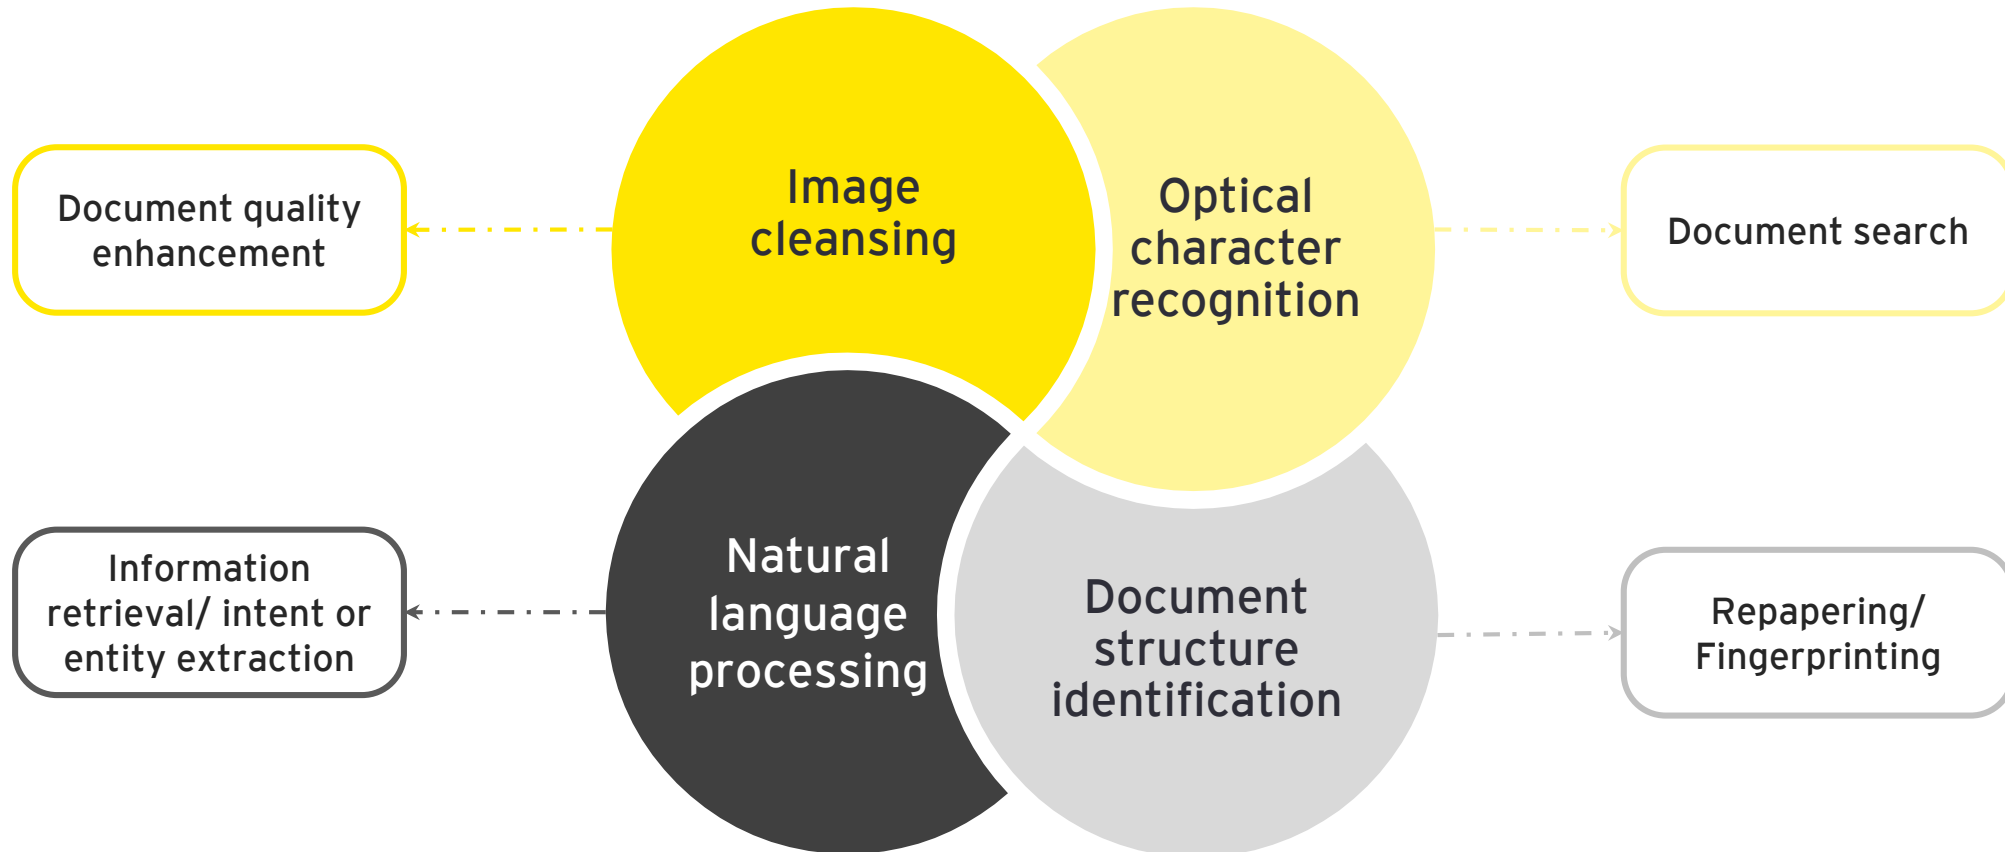 Document quality
enhancement
Image
cleansing
Optical
character
recognition
Document search
Information
retrieval/ intent or
entity extraction
Natural
language
processing
Document
structure
identification
Repapering/
Fingerprinting